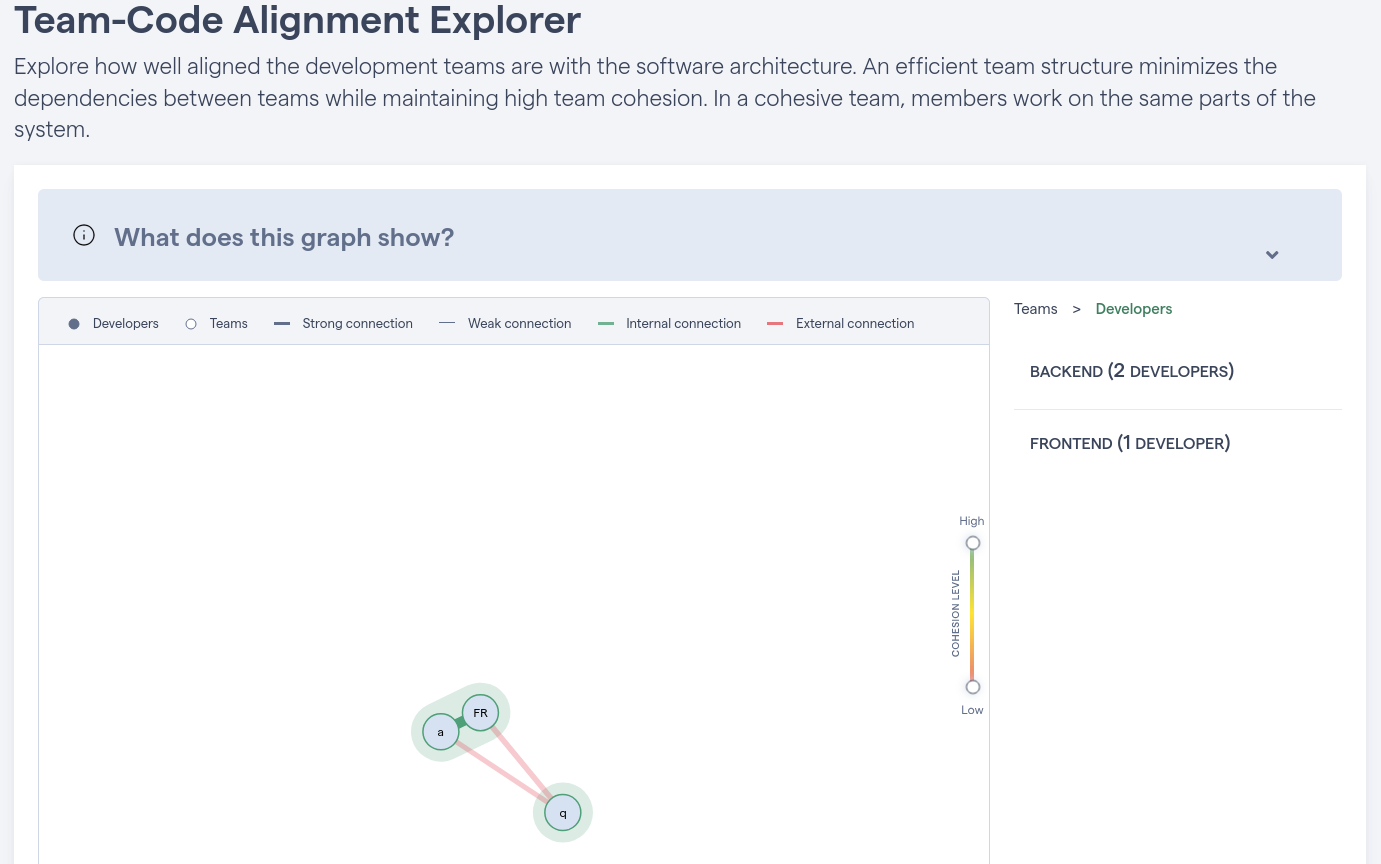 Team-Code Alignment Explorer
Explore how well aligned the development teams are with the software architecture. An efficient team structure minimizes the
dependencies between teams while maintaining high team cohesion. In a cohesive team, members work on the same parts of the
system.
What does this graph show?
Developers
Teams
Strong connection
Weak connection
Internal connection
External connection
Teams > Developers
BACKEND (2 DEVELOPERS)
FRONTEND (1 DEVELOPER)
High
COHESION LEVEL
Low
FR
a
q